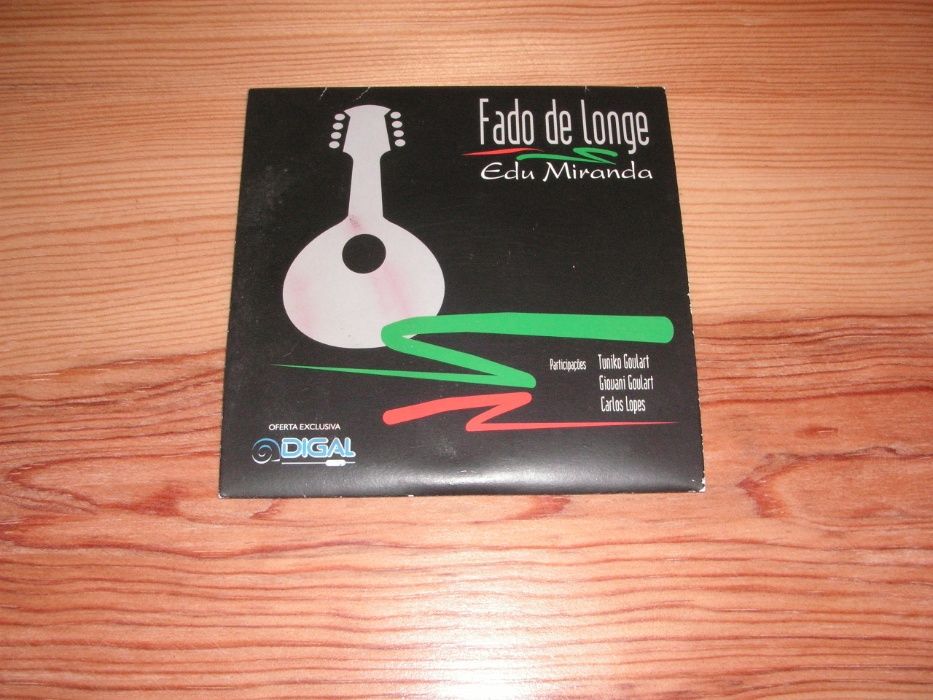 Fado de Longe
Edu Miranda
Participações Tuniko Goulart
Giovani Goulart
Carlos Lopes
OFERTA EXCLUSIVA
DIGAL